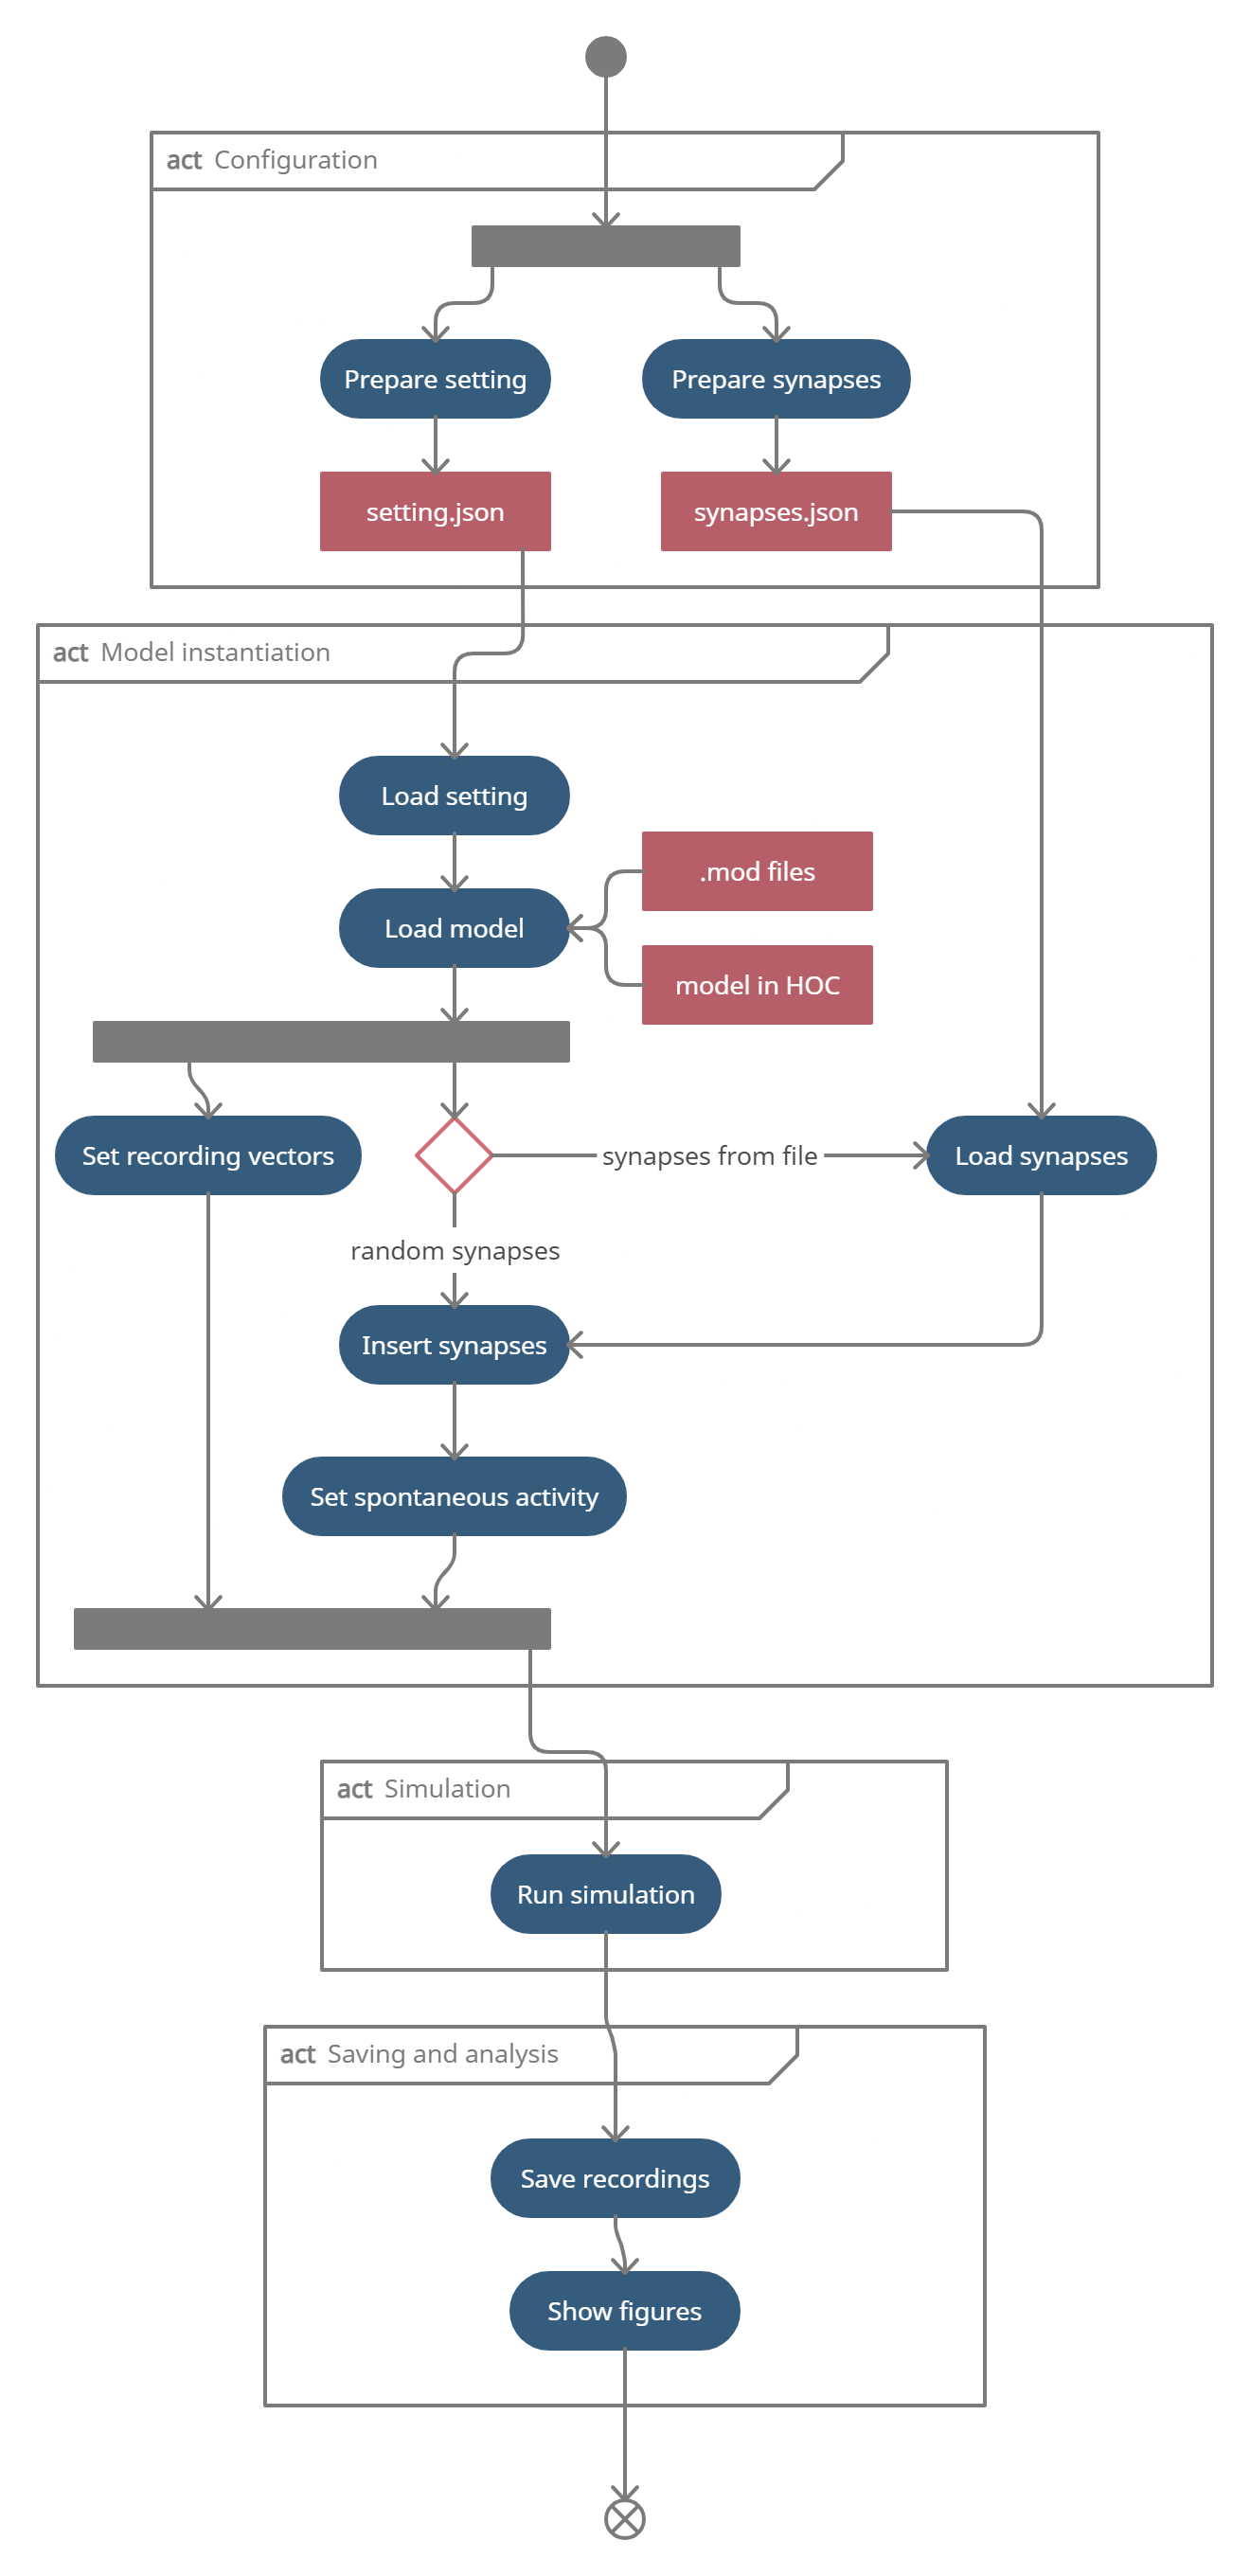 act Configuration
Prepare setting
Prepare synapses
setting.json
synapses.json
act Model instantiation
Load setting
.mod files
Load model
model in HOC
Set recording vectors
synapses from file
Load synapses
random synapses
Insert synapses
Set spontaneous activity
act Simulation
Run simulation
act Saving and analysis
Save recordings
Show figures